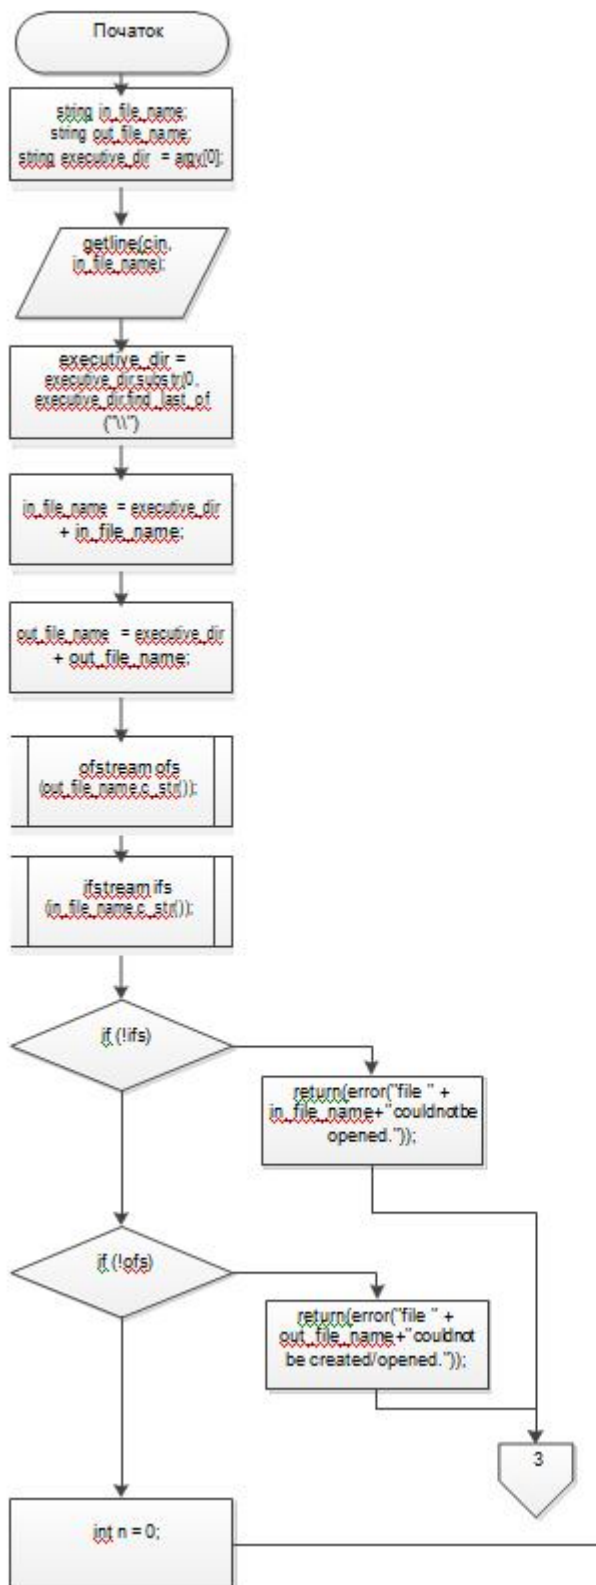 Початок
string in_file_name;
string out_file_name;
string executive_dir = argv[0];
getline(cin,
in_file_name);
executive_dir =
executive_dir.substr(0,
executive_dir.find_last_of
("\\")
in_file_name = executive_dir
+ in_file_name;
out_file_name = executive_dir
+ out_file_name;
ofstream ofs
(out_file_name.c_str());
ifstream ifs
(in_file_name.c_str());
if (!ifs)
return(error("file " +
in_file_name+"couldnotbe
opened."));
if (!ofs)
return(error("file " +
out_file_name+"couldnot
be created/opened."));
3
int n = 0;